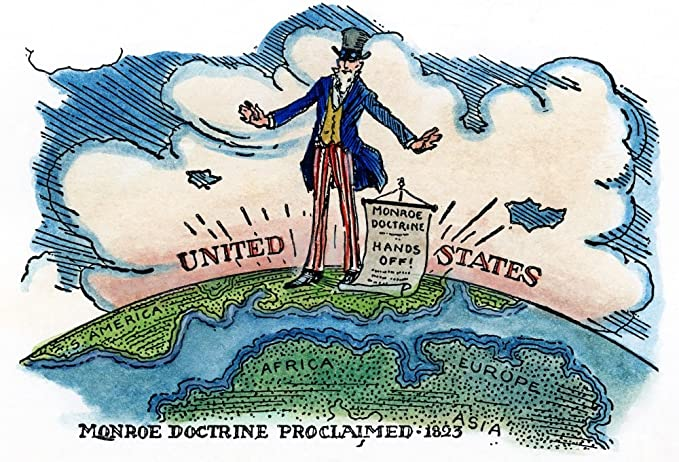 MONROE
DOCTRINE
HANDS
OFF!
UNITED STATES
S. AMERICA
AFRICA
EUROPE
ASIA
MONROE DOCTRINE PROCLAIMED · 1823